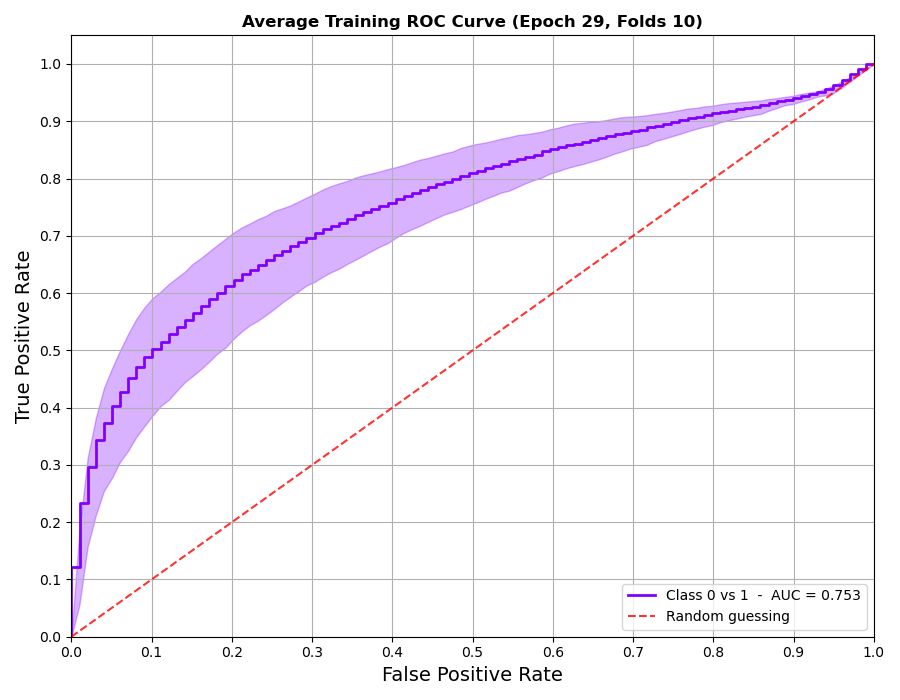 Average Training ROC Curve (Epoch 29, Folds 10)
True Positive Rate
1.0
0.9
0.8
0.7
0.6
0.5
0.4
0.3
0.2
0.1
0.0
Class 0 vs 1 - AUC = 0.753
Random guessing
0.0 0.1 0.2 0.3 0.4 0.5 0.6 0.7 0.8 0.9 1.0
False Positive Rate